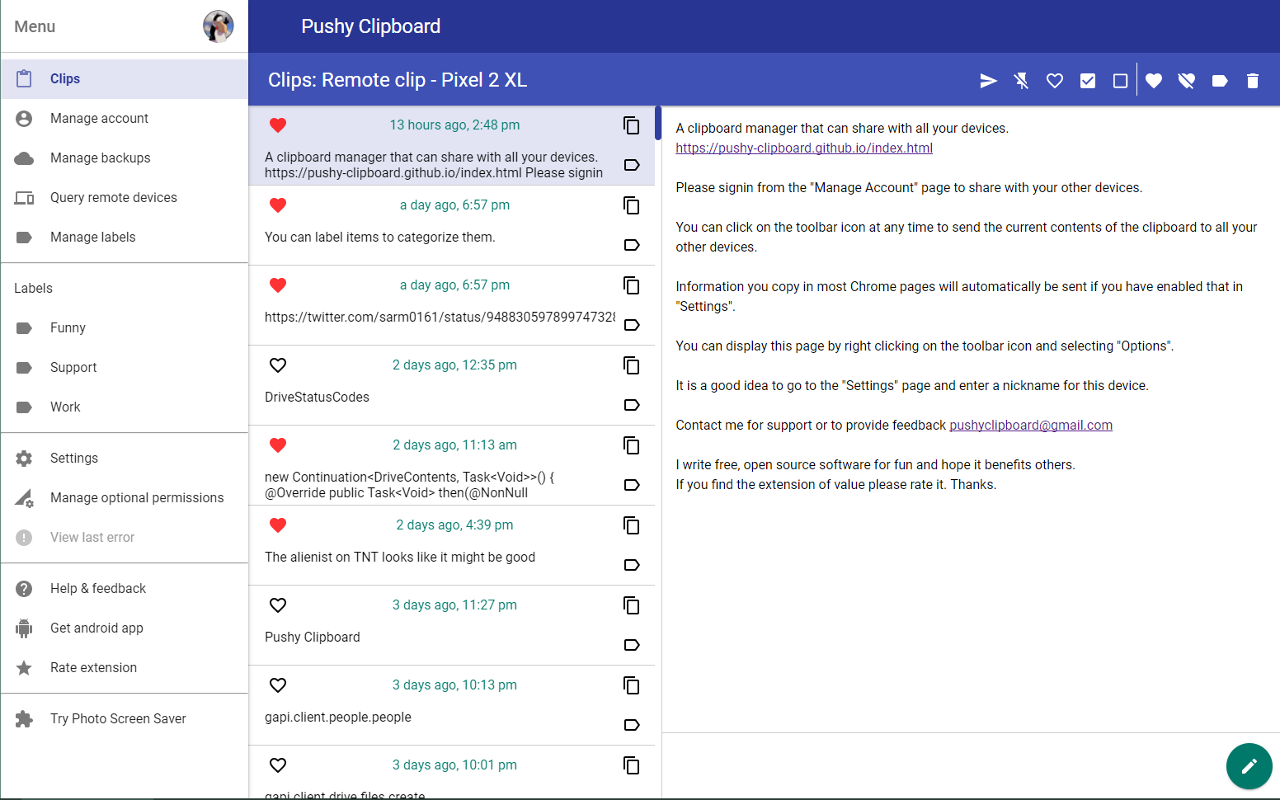 Menu
Clips
Manage account
Manage backups
Query remote devices
Manage labels
Labels
Funny
Support
Work
Settings
Manage optional permissions
View last error
Help & feedback
Get android app
Rate extension
Try Photo Screen Saver
Pushy Clipboard
Clips: Remote clip - Pixel 2 XL
13 hours ago, 2:48 pm
A clipboard manager that can share with all your devices.
https://pushy-clipboard.github.io/index.html Please signin
a day ago, 6:57 pm
You can label items to categorize them.
a day ago, 6:57 pm
https://twitter.com/sarm0161/status/948830597899747328
2 days ago, 12:35 pm
DriveStatusCodes
2 days ago, 11:13 am
new Continuation<DriveContents, Task<Void>>() {
@Override public Task<Void> then(@NonNull
2 days ago, 4:39 pm
The alienist on TNT looks like it might be good
3 days ago, 11:27 pm
Pushy Clipboard
3 days ago, 10:13 pm
gapi.client.people.people
3 days ago, 10:01 pm
gapi.client.drive.files.create
A clipboard manager that can share with all your devices.
https://pushy-clipboard.github.io/index.html
Please signin from the "Manage Account" page to share with your other devices.
You can click on the toolbar icon at any time to send the current contents of the clipboard to all your
other devices.
Information you copy in most Chrome pages will automatically be sent if you have enabled that in
"Settings".
You can display this page by right clicking on the toolbar icon and selecting "Options".
It is a good idea to go to the "Settings" page and enter a nickname for this device.
Contact me for support or to provide feedback pushyclipboard@gmail.com
I write free, open source software for fun and hope it benefits others.
If you find the extension of value please rate it. Thanks.